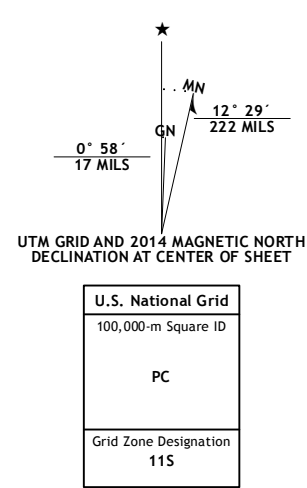 ★
MN
GN
12° 29´
222 MILS
0° 58´
17 MILS
UTM GRID AND 2014 MAGNETIC NORTH
DECLINATION AT CENTER OF SHEET
U.S. National Grid
100,000-m Square ID
PC
Grid Zone Designation
11S